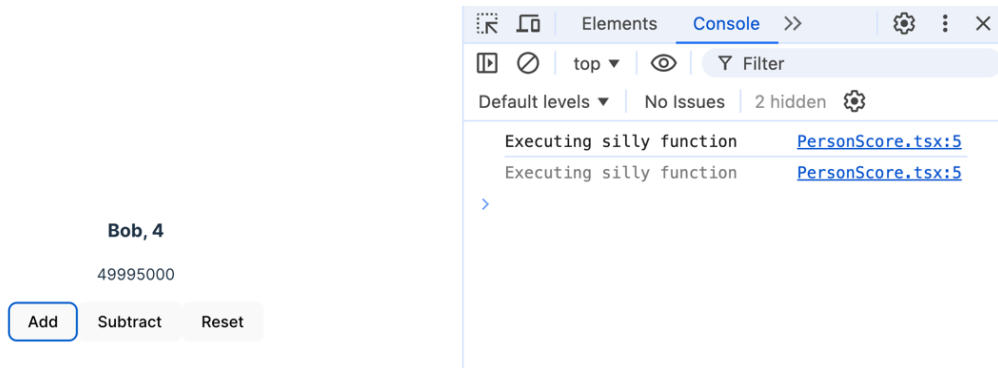 Elements Console
top Filter
Default levels No Issues 2 hidden
Executing silly function PersonScore.tsx:5
Executing silly function PersonScore.tsx:5
Bob, 4
49995000
Add Subtract Reset